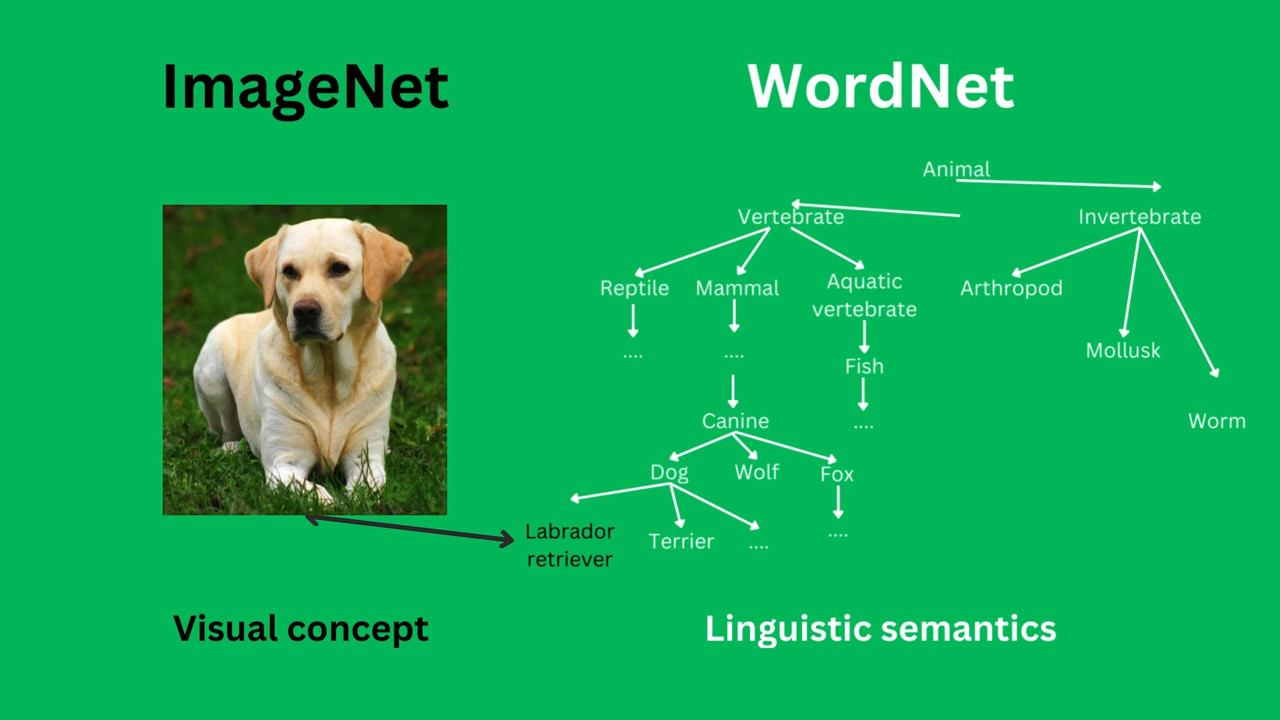 ImageNet
WordNet
Animal
Vertebrate
Invertebrate
Reptile
Mammal
Aquatic
vertebrate
Arthropod
....
....
Mollusk
Fish
Canine
....
Worm
Dog
Wolf
Fox
Labrador
retriever
Terrier
....
....
Visual concept
Linguistic semantics